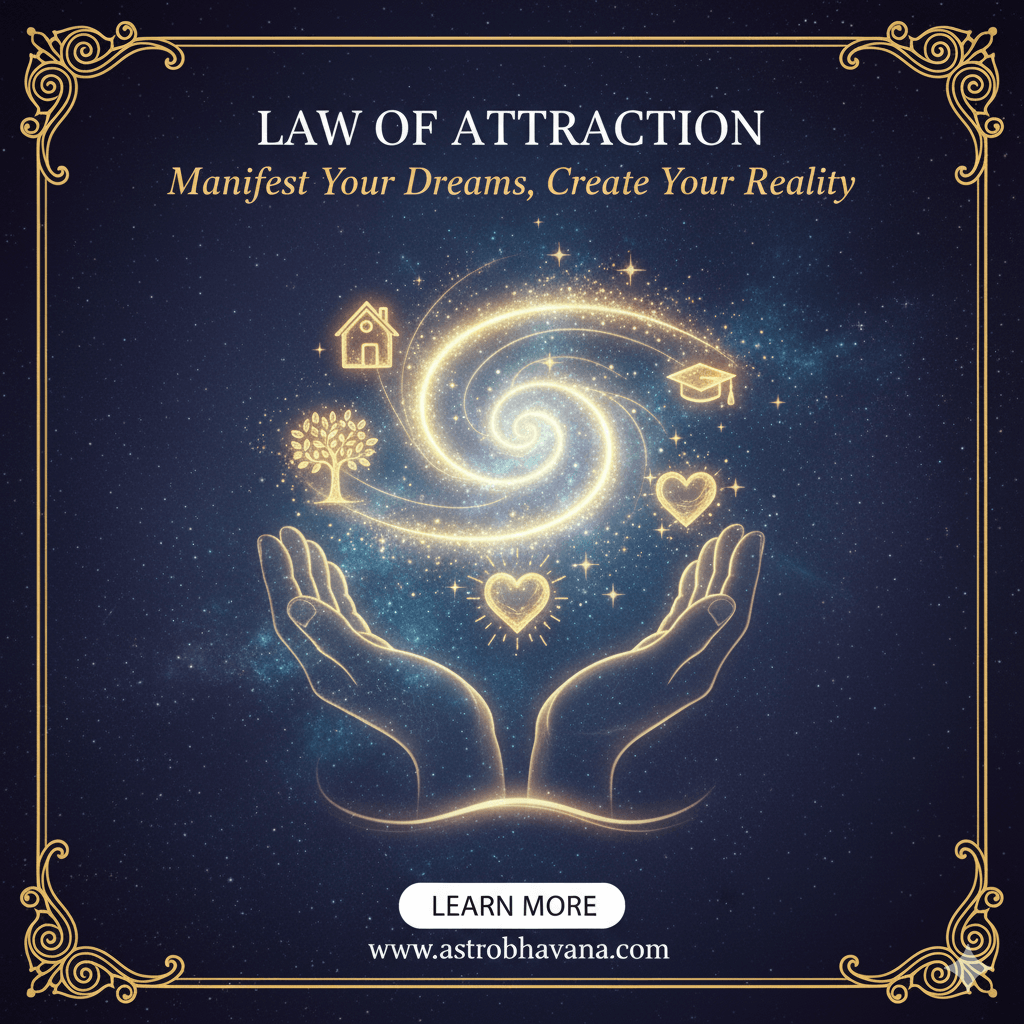 LAW OF ATTRACTION
Manifest Your Dreams, Create Your Reality
LEARN MORE
www.astrobhavana.com